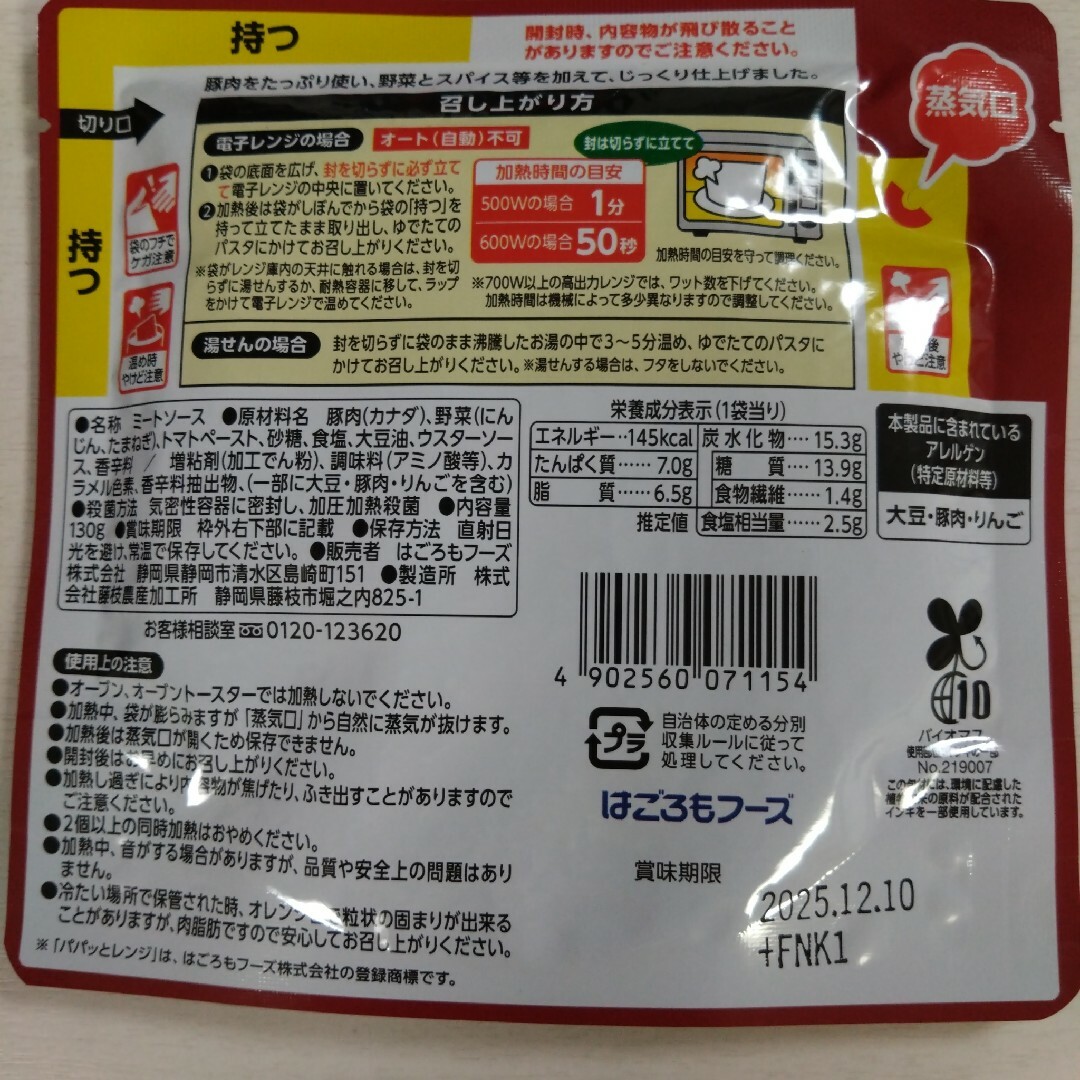 持つ
開封時、内容物が飛び散ること
がありますのでご注意ください。
豚肉をたっぷり使い、野菜とスパイス等を加えて、じっくり仕上げました。
蒸気口
切り口
召し上がり方
電子レンジの場合 オート(自動)不可
封は切らずに立てて
❶袋の底面を広げ、封を切らずに必ず立て
て電子レンジの中央に置いてください。
❷加熱後は袋がしぼんでから袋の「持つ」を
持って立てたまま取り出し、ゆでたての
パスタにかけてお召し上がりください。
※袋がレンジ庫内の天井に触れる場合は、封を切
らずに湯せんするか、耐熱容器に移して、ラップ
をかけて電子レンジで温めてください。
加熱時間の目安
500Wの場合 1分
600Wの場合 50秒
加熱時間の目安を守って調理ください。
※700W以上の高出力レンジでは、ワット数を下げてください。
加熱時間は機械によって多少異なりますので調整してください。
持つ
袋のフチで
ケガ注意
温め時
やけど注意
後
やけど注意
湯せんの場合
封を切らずに袋のまま沸騰したお湯の中で3〜5分温め、ゆでたてのパスタに
かけてお召し上がりください。※湯せんする場合は、フタをしないでください。
●名称 ミートソース ●原材料名 豚肉(カナダ)、野菜(にん
じん、たまねぎ)、トマトペースト、砂糖、食塩、大豆油、ウスターソー
ス、香辛料 / 増粘剤(加工でん粉)、調味料(アミノ酸等)、カ
ラメル色素、香辛料抽出物、(一部に大豆・豚肉・りんごを含む)
●殺菌方法 気密性容器に密封し、加圧加熱殺菌 ●内容量
130g ●賞味期限 枠外右下部に記載 ●保存方法 直射日
光を避け、常温で保存してください。 ●販売者 はごろもフーズ
株式会社 静岡県静岡市清水区島崎町151 ●製造所 株式
会社藤枝農産加工所 静岡県藤枝市堀之内825-1
お客様相談室 0120-123620
栄養成分表示(1袋当り)
エネルギー‥145kcal
たんぱく質……7.0g
脂 質……6.5g
炭水化物……15.3g
糖 質……13.9g
食物繊維……1.4g
食塩相当量……2.5g
推定値
本製品に含まれている
アレルゲン
(特定原材料等)
大豆・豚肉・りんご
4 902560 071154
プラ
自治体の定める分別
収集ルールに従って
処理してください。
はごろもフーズ
10
バイオマス
No.219007
環境に配慮した
の原料が配合された
インキを一部使用しています。
使用上の注意
●オーブン、オーブントースターでは加熱しないでください。
●加熱中、袋が膨らみますが「蒸気口」から自然に蒸気が抜けます。
●加熱後は蒸気口が開くため保存できません。
●開封後はお早めにお召し上がりください。
●加熱し過ぎにより内容物が焦げたり、ふき出すことがありますので
ご注意ください。
●2個以上の同時加熱はおやめください。
●加熱中、音がする場合がありますが、品質や安全上の問題はあり
ません。
●冷たい場所で保管された時、オレンジ色で粒状の固まりが出来る
ことがありますが、肉脂肪ですので安心してお召し上がりください。
※「パパッとレンジ」は、はごろもフーズ株式会社の登録商標です。
賞味期限
2025.12.10
+FNK1